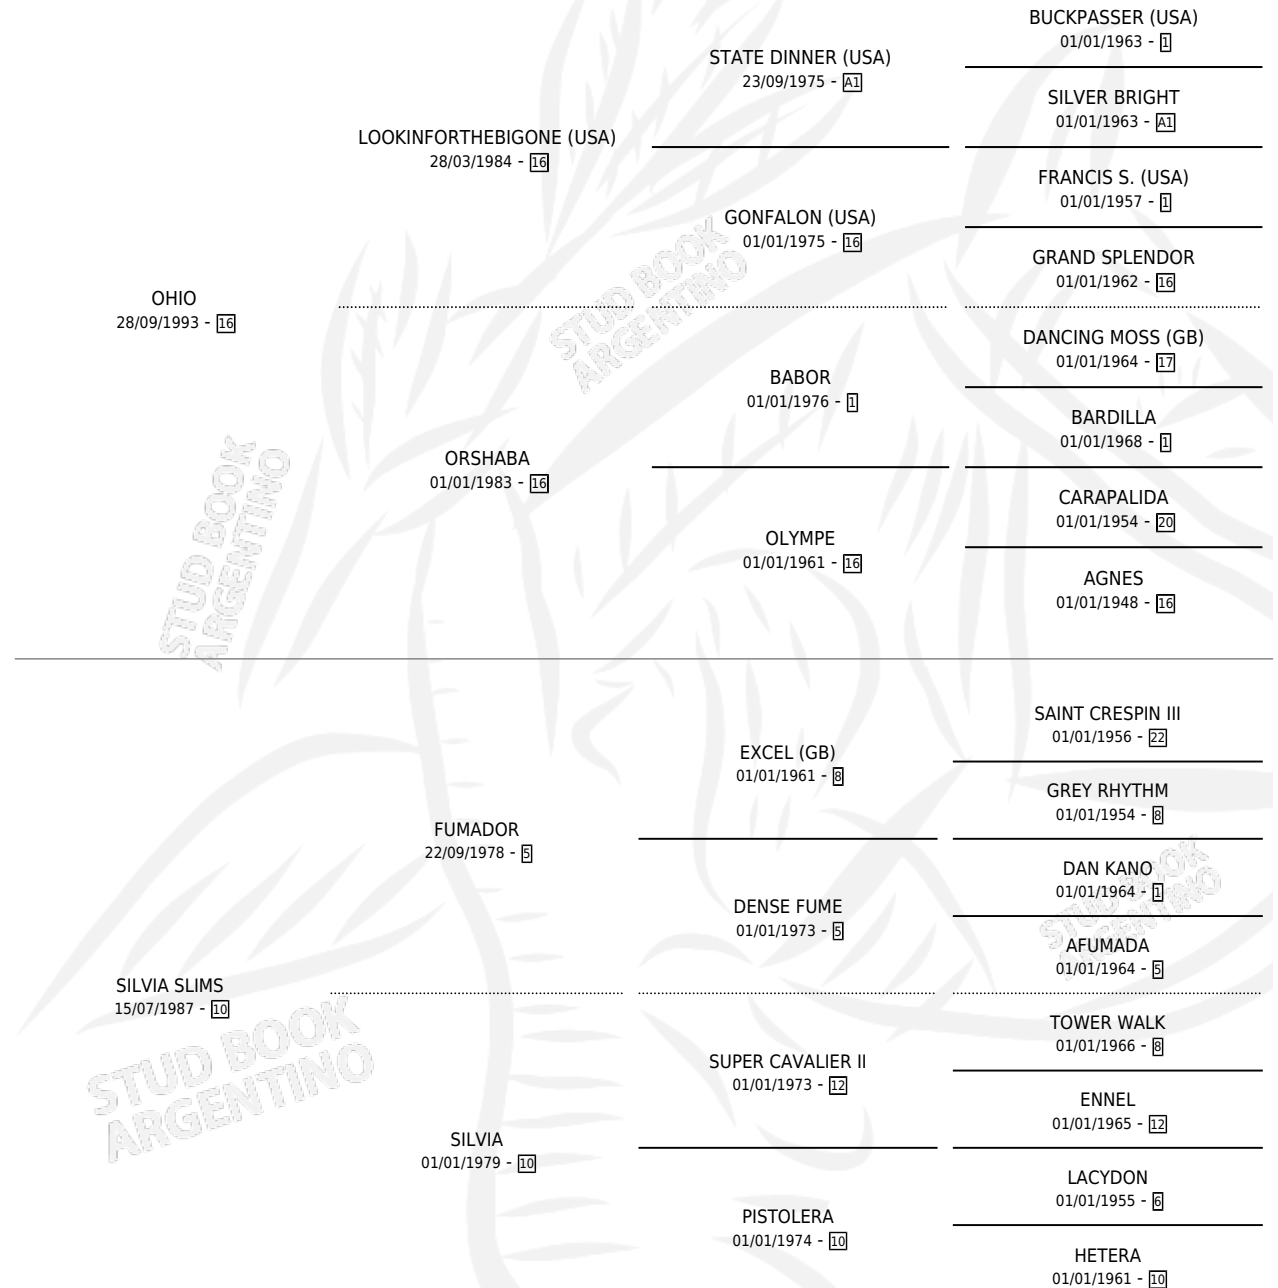 BUCKPASSER (USA)
01/01/1963 - 1
STATE DINNER (USA)
23/09/1975 - A1
SILVER BRIGHT
01/01/1963 - A1
LOOKINFORTHEBIGONE (USA)
28/03/1984 - 16
FRANCIS S. (USA)
01/01/1957 - 1
GONFALON (USA)
01/01/1975 - 16
GRAND SPLENDOR
01/01/1962 - 16
OHIO
28/09/1993 - 16
STUD BOOK
ARGENTINO
DANCING MOSS (GB)
01/01/1964 - 17
BABOR
01/01/1976 - 1
BARDILLA
01/01/1968 - 1
ORSHABA
01/01/1983 - 16
CARAPALIDA
01/01/1954 - 20
OLYMPE
01/01/1961 - 16
AGNES
01/01/1948 - 16
STUD BOOK
ARGENTINO
SAINT CRESPIN III
01/01/1956 - 22
EXCEL (GB)
01/01/1961 - 8
GREY RHYTHM
01/01/1954 - 8
FUMADOR
22/09/1978 - 5
DAN KANO
01/01/1964 - 1
DENSE FUME
01/01/1973 - 5
STUD BOOK
ARGENTINO
AFUMADA
01/01/1964 - 5
SILVIA SLIMS
15/07/1987 - 10
STUD BOOK
ARGENTINO
TOWER WALK
01/01/1966 - 8
SUPER CAVALIER II
01/01/1973 - 12
ENNEL
01/01/1965 - 12
SILVIA
01/01/1979 - 10
LACYDON
01/01/1955 - 6
PISTOLERA
01/01/1974 - 10
HETERA
01/01/1961 - 10